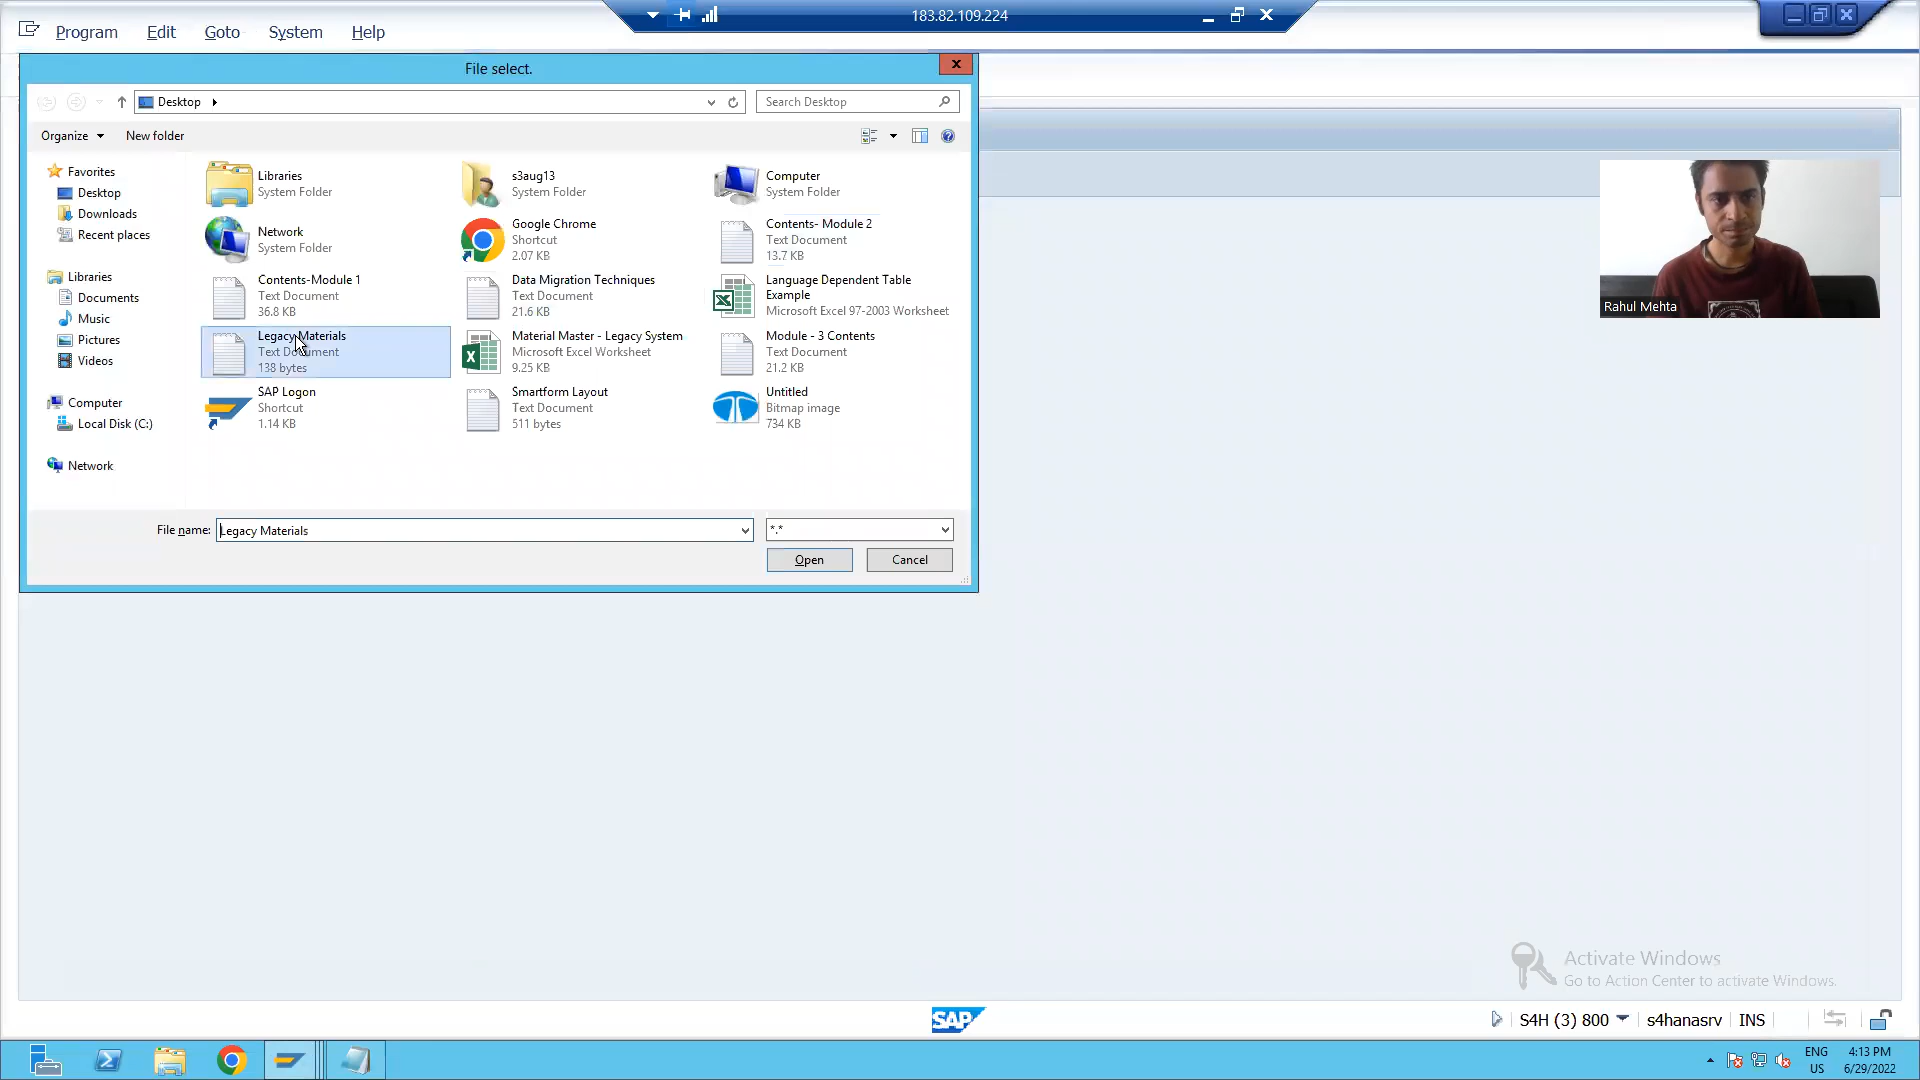 183.82.109.224
Program Edit Goto System Help
File select.
Desktop
Search Desktop
Organize
New folder
Favorites
Desktop
Downloads
Recent places
Libraries
Documents
Music
Pictures
Videos
Computer
Local Disk (C:)
Network
Libraries
System Folder
s3aug13
System Folder
Computer
System Folder
Network
System Folder
Google Chrome
Shortcut
2.07 KB
Contents- Module 2
Text Document
13.7 KB
Contents-Module 1
Text Document
36.8 KB
Data Migration Techniques
Text Document
21.6 KB
Language Dependent Table
Example
Microsoft Excel 97-2003 Worksheet
Legacy Materials
Text Document
138 bytes
Material Master - Legacy System
Microsoft Excel Worksheet
9.25 KB
Module - 3 Contents
Text Document
21.2 KB
SAP Logon
Shortcut
1.14 KB
Smartform Layout
Text Document
511 bytes
Untitled
Bitmap image
734 KB
File name: Legacy Materials
*.*
Open
Cancel
Rahul Mehta
Activate Windows
Go to Action Center to activate Windows.
SAP
S4H (3) 800
s4hanasrv
INS
ENG
US
4:13 PM
6/29/2022